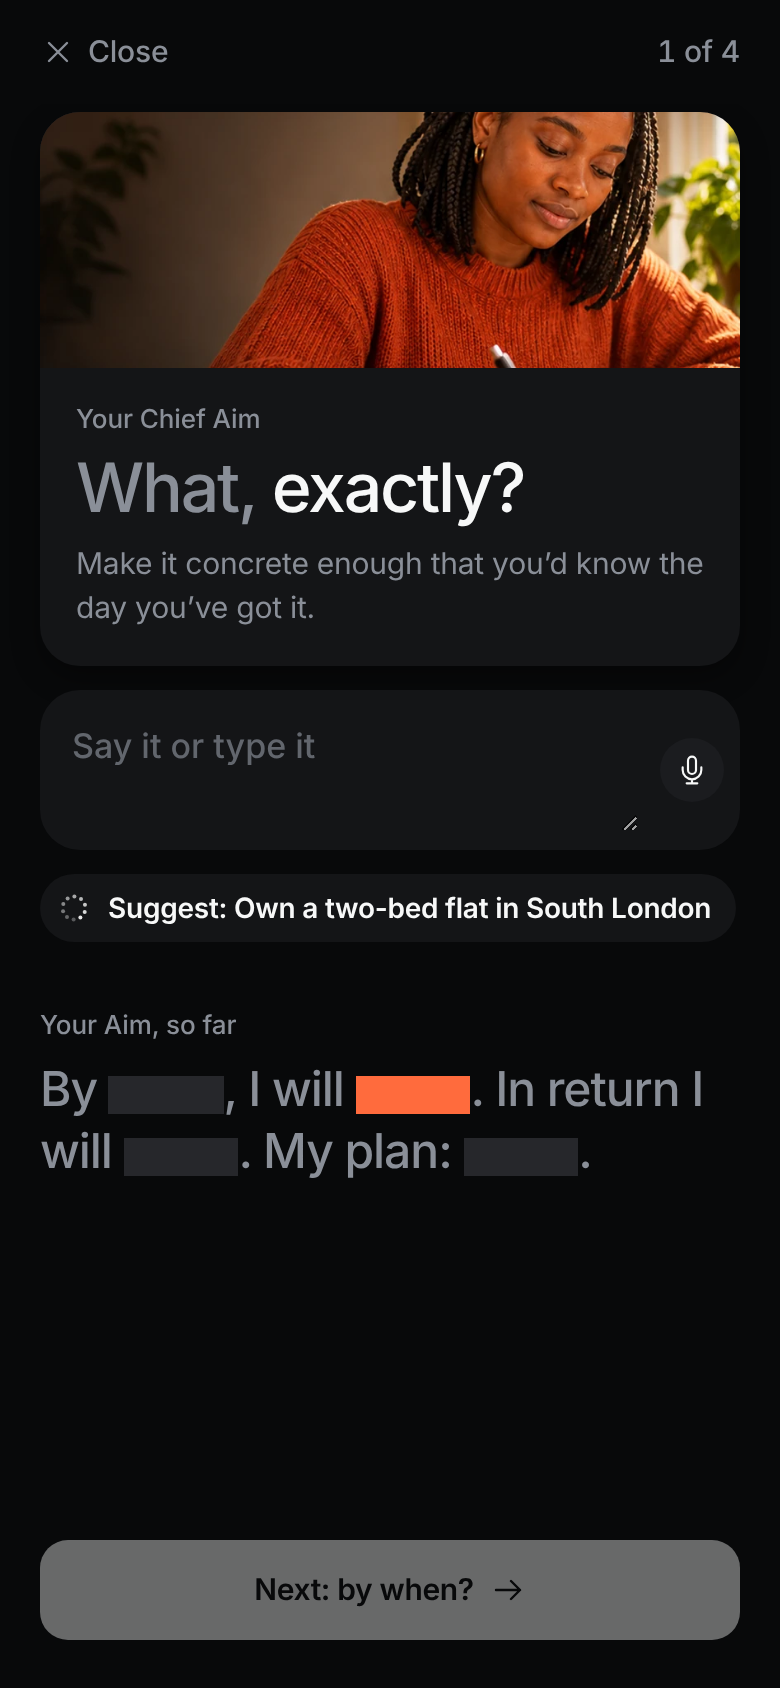 Close
1 of 4
Your Chief Aim
What, exactly?
Make it concrete enough that you’d know the
day you’ve got it.
Say it or type it
Suggest: Own a two-bed flat in South London
Your Aim, so far
By , I will . In return I
will . My plan: .
Next: by when?